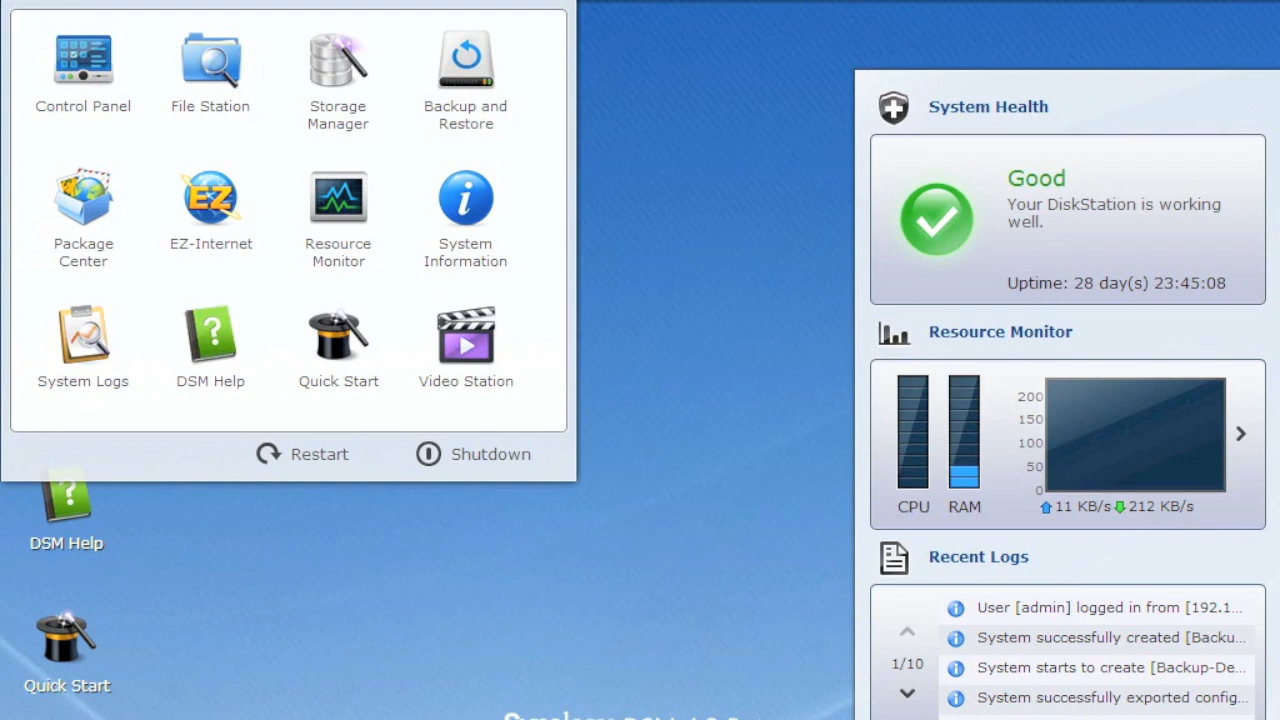 Control Panel
File Station
Storage
Manager
Backup and
Restore
Package
Center
EZ
EZ-Internet
Resource
Monitor
System
Information
System Logs
DSM Help
Quick Start
Video Station
Restart
Shutdown
DSM Help
Quick Start
System Health
Good
Your DiskStation is working
well.
Uptime: 28 day(s) 23:45:08
Resource Monitor
200
150
100
50
0
CPU
RAM
11 KB/s 212 KB/s
Recent Logs
User [admin] logged in from [192.1...
System successfully created [Backu...
1/10
System starts to create [Backup-De...
System successfully exported config...